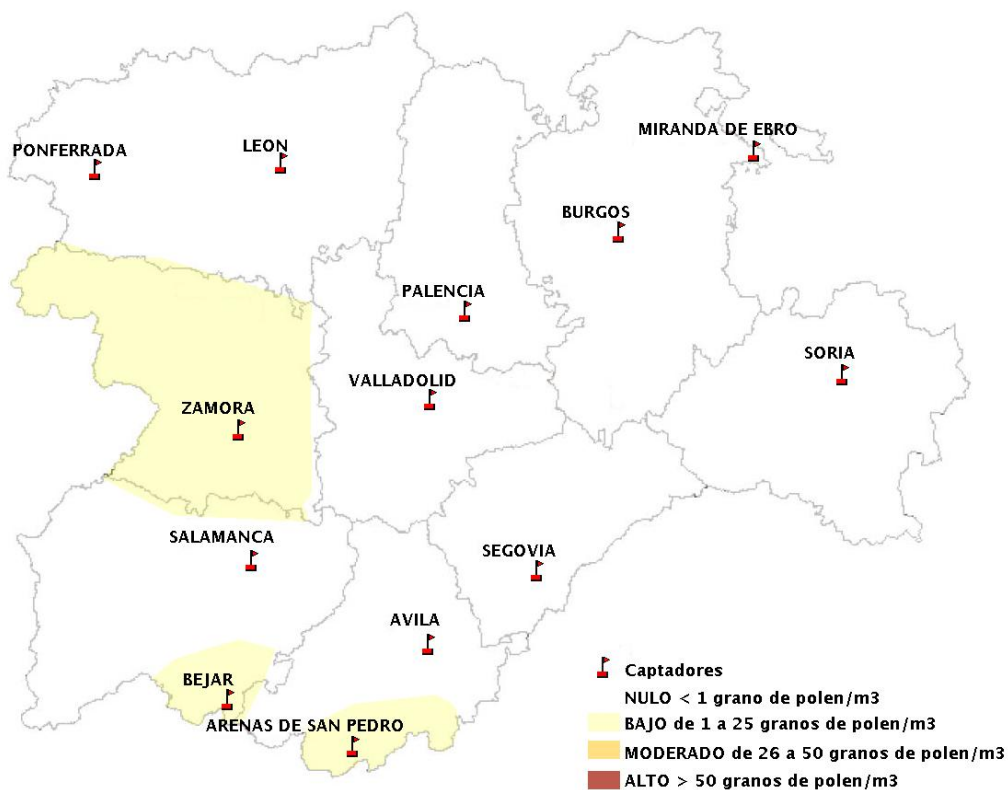 MIRANDA DE EBRO
PONFERRADA
LEON
BURGOS
PALENCIA
SORIA
VALLADOLID
ZAMORA
SALAMANCA
SEGOVIA
AVILA
BEJAR
ARENAS DE SAN PEDRO
Captadores
NULO < 1 grano de polen/m3
BAJO de 1 a 25 granos de polen/m3
MODERADO de 26 a 50 granos de polen/m3
ALTO > 50 granos de polen/m3